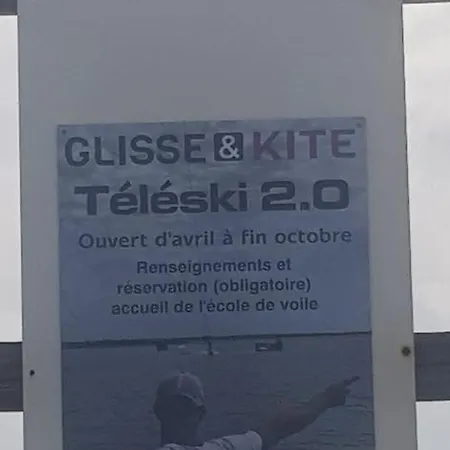 GLISSE & KITE
Téléski 2.0
Ouvert d'avril à fin octobre
Renseignements et
réservation (obligatoire)
accueil de l'école de voile